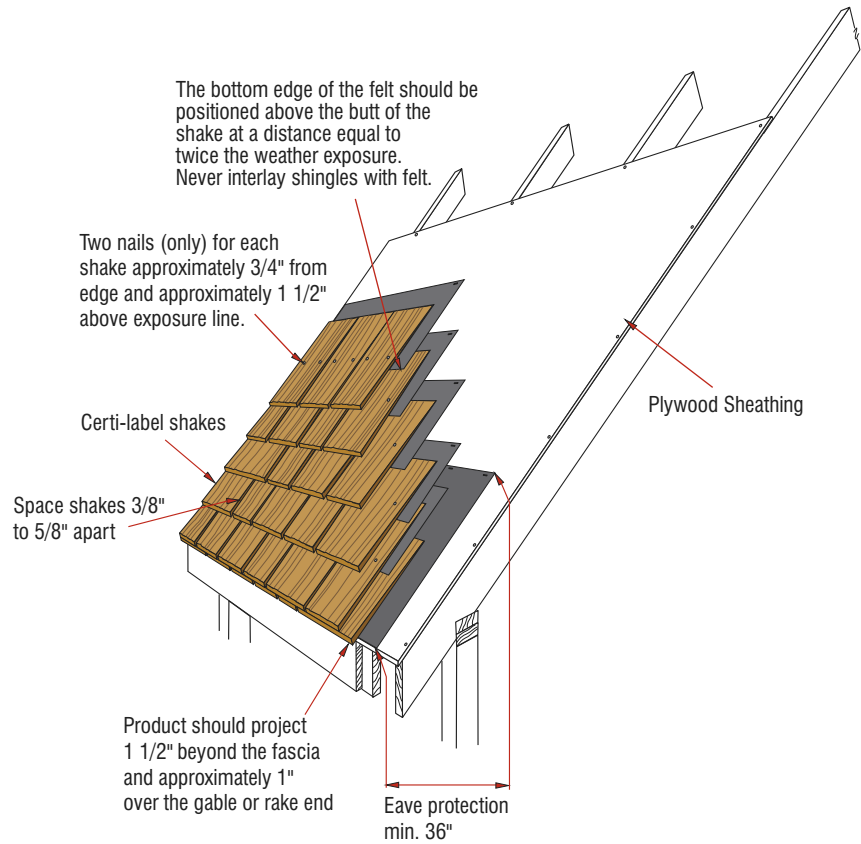 The bottom edge of the felt should be
positioned above the butt of the
shake at a distance equal to
twice the weather exposure.
Never interlay shingles with felt.
Two nails (only) for each
shake approximately 3/4" from
edge and approximately 1 1/2"
above exposure line.
Plywood Sheathing
Certi-label shakes
Space shakes 3/8"
to 5/8" apart
Product should project
1 1/2" beyond the fascia
and approximately 1"
over the gable or rake end
Eave protection
min. 36"